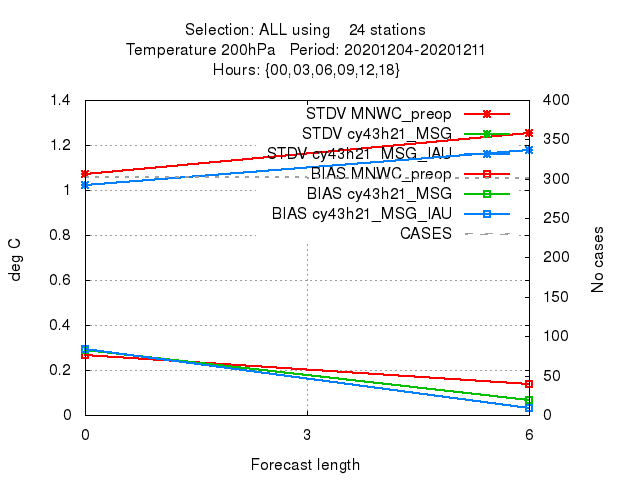 Selection: ALL using 24 stations
Temperature 200hPa Period: 20201204-20201211
Hours: {00,03,06,09,12,18}
1.4
1.2
1
0.8
0.6
0.4
0.2
0
deg C
STDV MNWC_preop
STDV cy43h21_MSG
STDV cy43h21_MSG_IAU
BIAS MNWC_preop
BIAS cy43h21_MSG
BIAS cy43h21_MSG_IAU
CASES
400
350
300
250
200
150
100
50
0
No cases
0 3 6
Forecast length